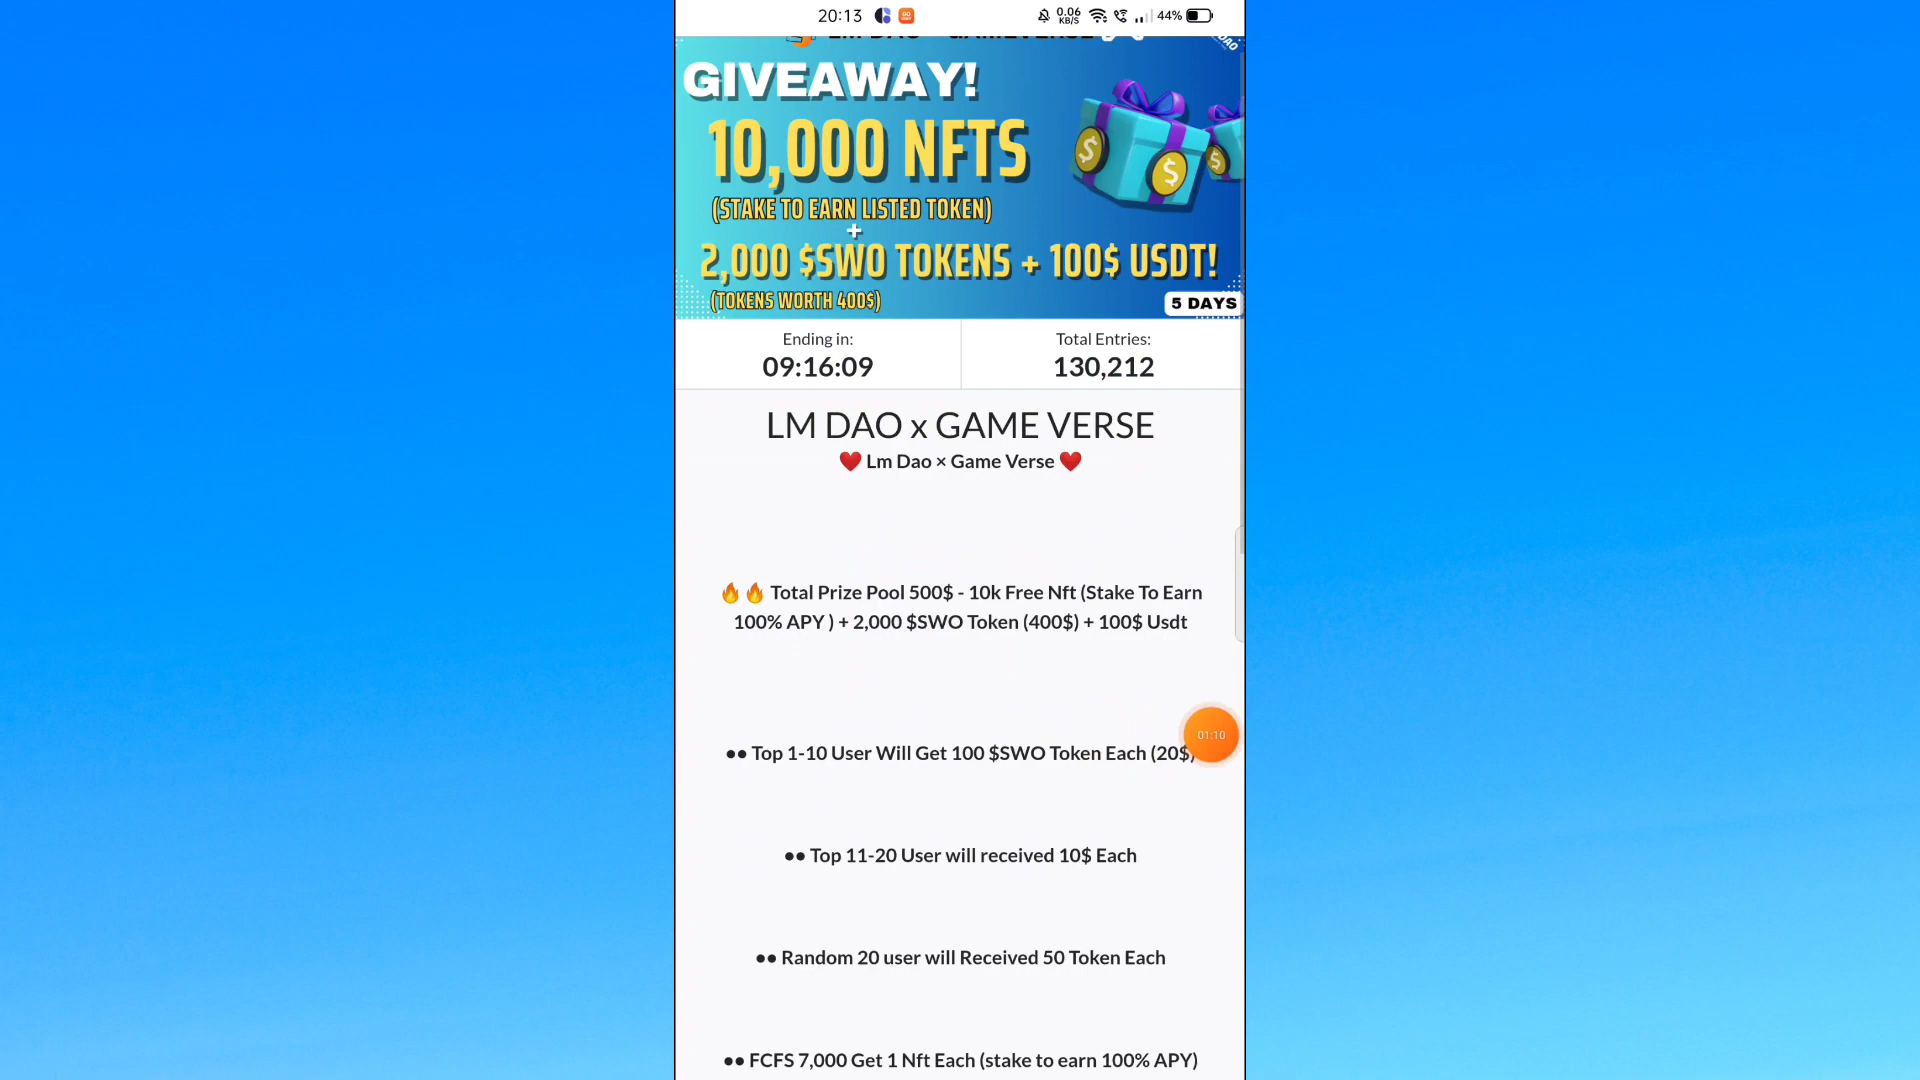 20:13
0.06 KB/S
44%
GIVEAWAY!
10,000 NFTS
(STAKE TO EARN LISTED TOKEN)
+
2,000 $SWO TOKENS + 100$ USDT!
(TOKENS WORTH 400$)
5 DAYS
Ending in:
09:16:09
Total Entries:
130,212
LM DAO x GAME VERSE
❤️ Lm Dao × Game Verse ❤️
🔥🔥 Total Prize Pool 500$ - 10k Free Nft (Stake To Earn
100% APY ) + 2,000 $SWO Token (400$) + 100$ Usdt
●● Top 1-10 User Will Get 100 $SWO Token Each (20$)
01:10
●● Top 11-20 User will received 10$ Each
●● Random 20 user will Received 50 Token Each
●● FCFS 7,000 Get 1 Nft Each (stake to earn 100% APY)